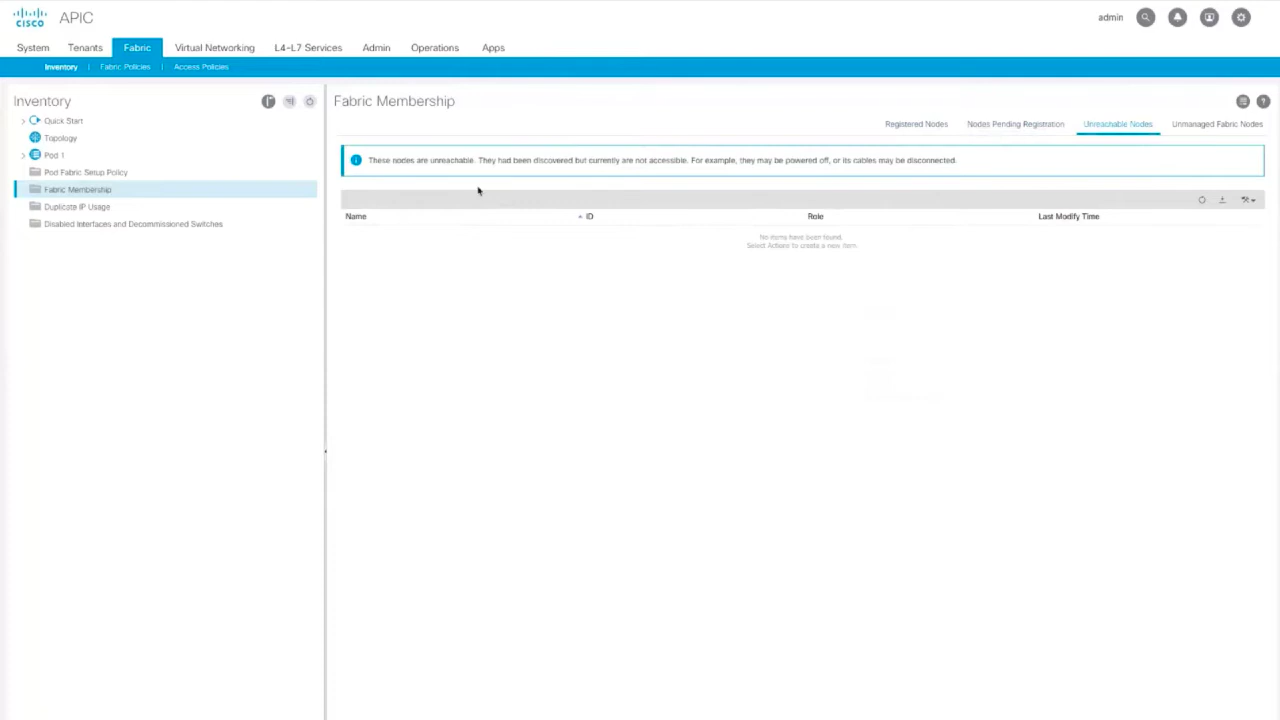 CISCO APIC admin
System Tenants Fabric Virtual Networking L4-L7 Services Admin Operations Apps
Inventory | Fabric Policies | Access Policies
Inventory
Quick Start
Topology
Pod 1
Pod Fabric Setup Policy
Fabric Membership
Duplicate IP Usage
Disabled Interfaces and Decommissioned Switches
Fabric Membership
Registered Nodes Nodes Pending Registration Unreachable Nodes Unmanaged Fabric Nodes
These nodes are unreachable. They had been discovered but currently are not accessible. For example, they may be powered off, or its cables may be disconnected.
Name ID Role Last Modify Time
No items have been found.
Select Actions to create a new item.